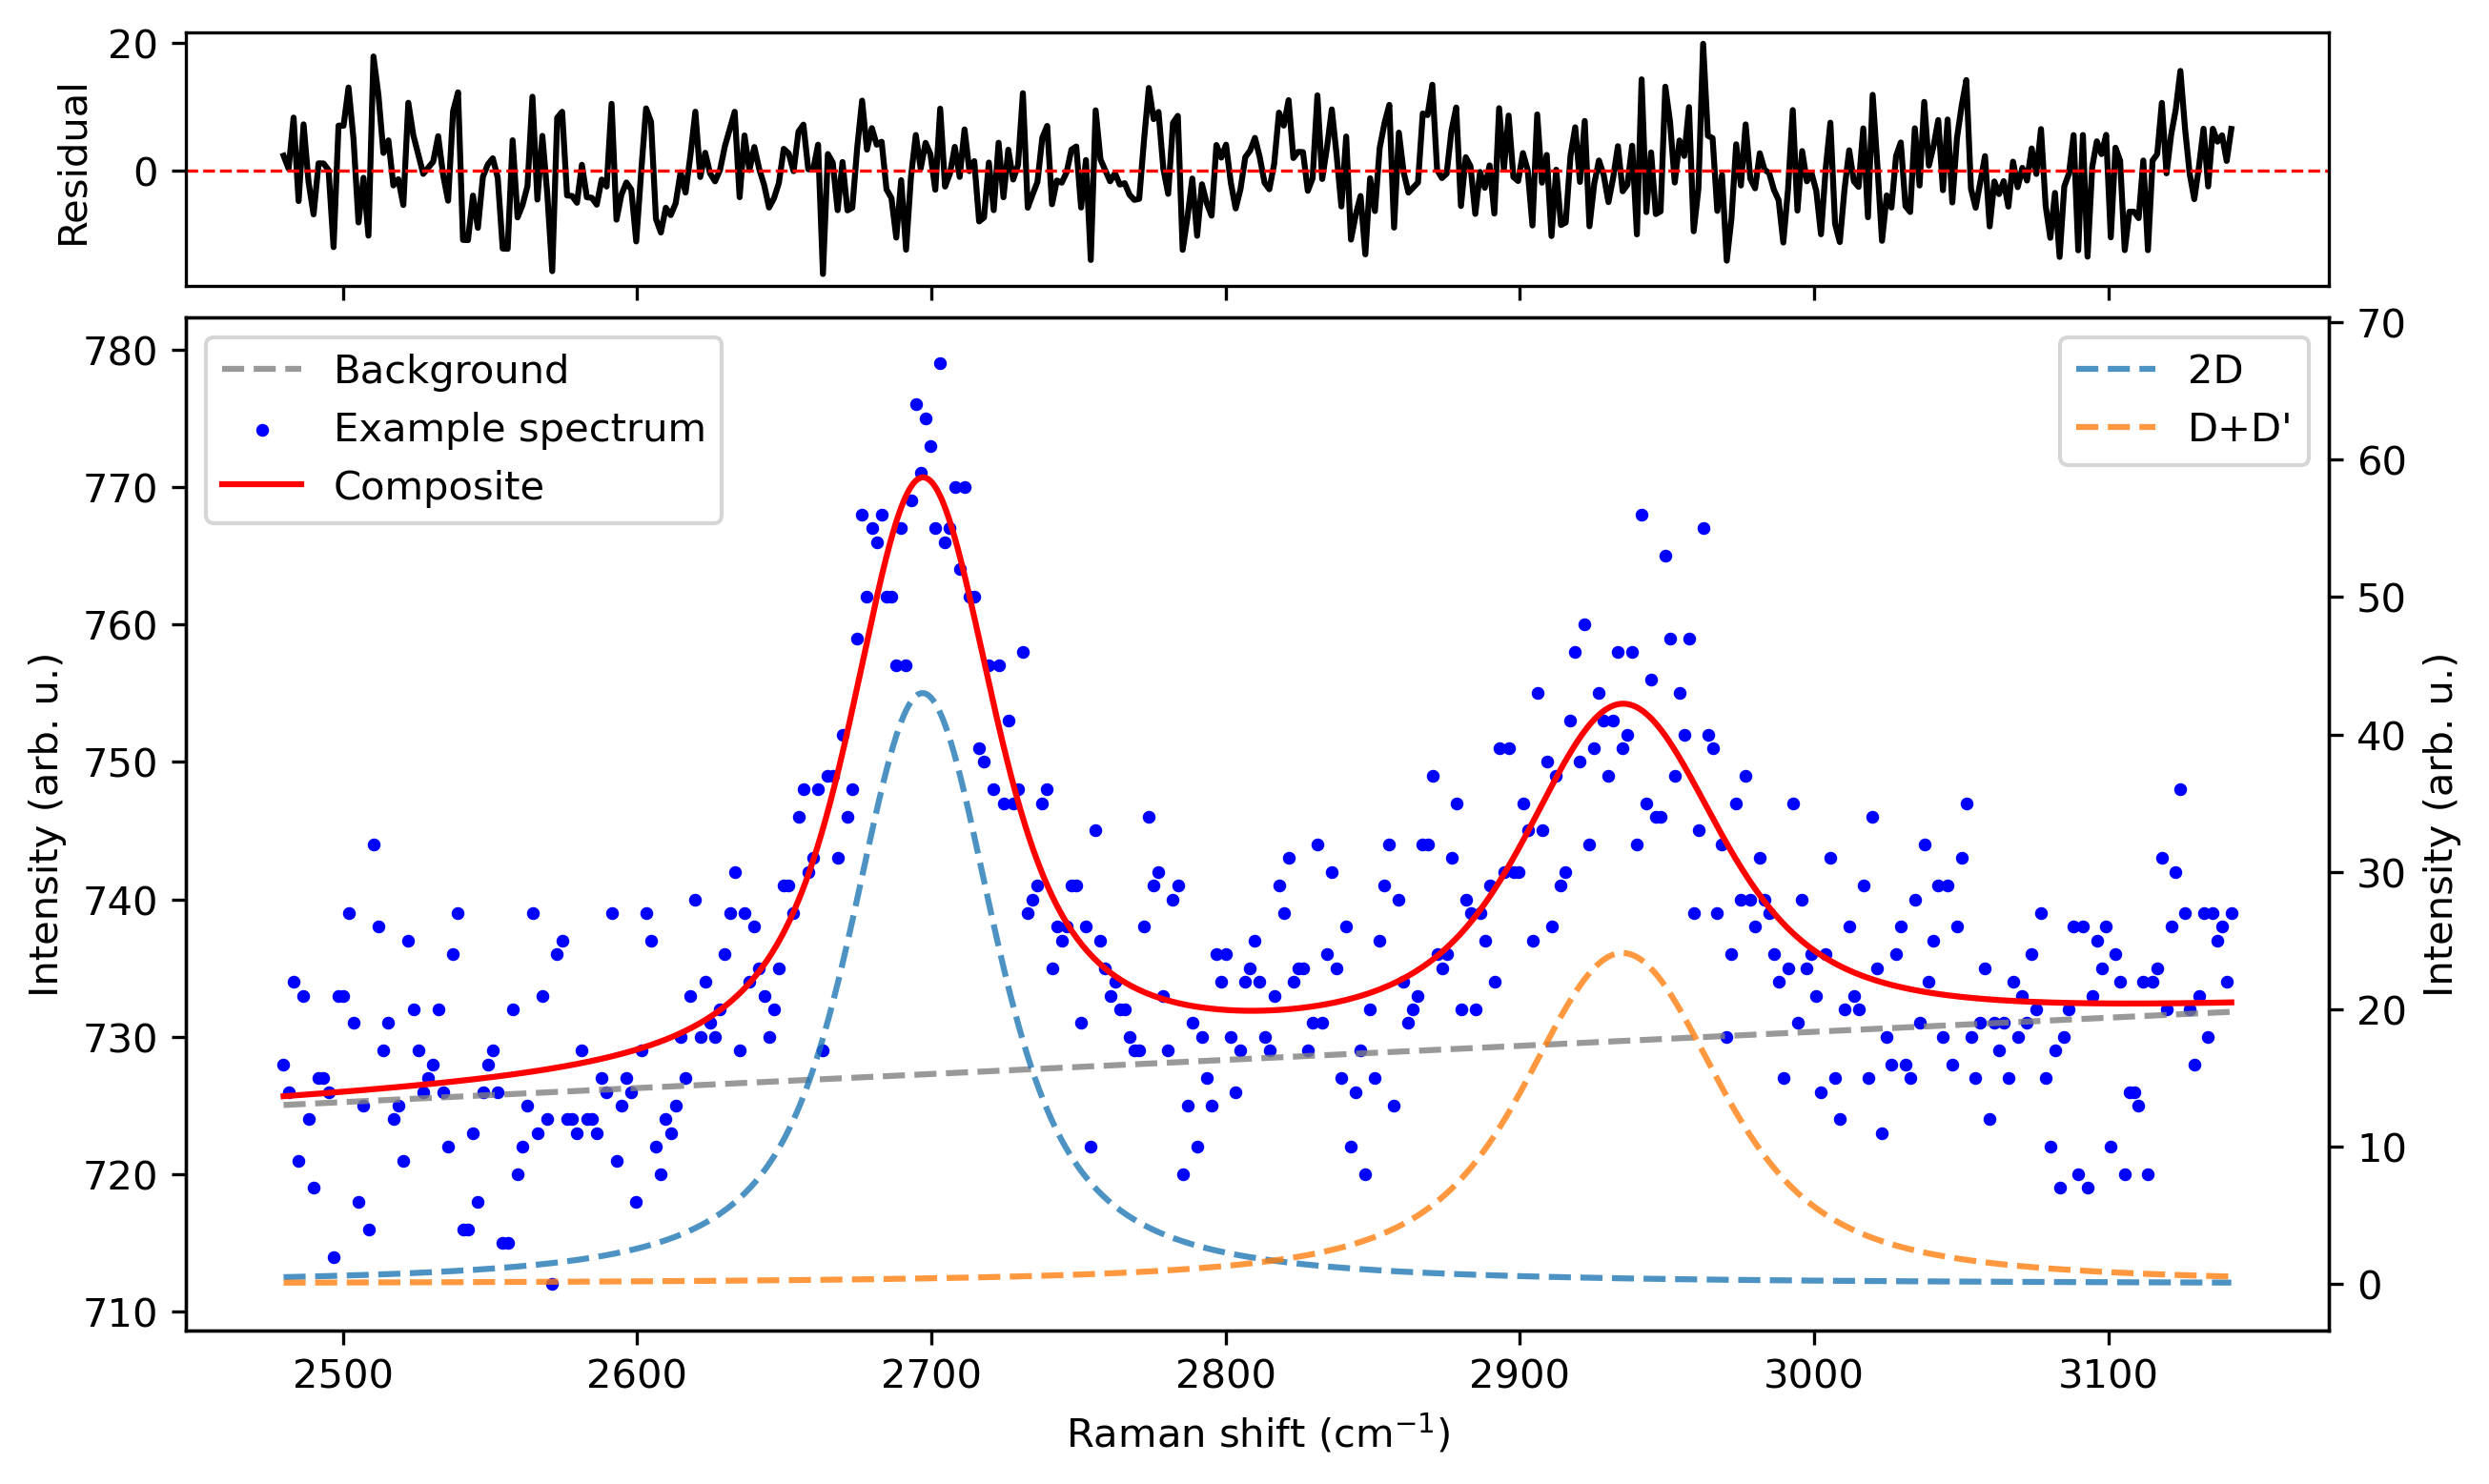 20
0
Residual
780
770
760
750
740
730
720
710
Intensity (arb. u.)
Background
Example spectrum
Composite
2D
D+D'
70
60
50
40
30
20
10
0
Intensity (arb. u.)
2500 2600 2700 2800 2900 3000 3100
Raman shift (cm⁻¹)